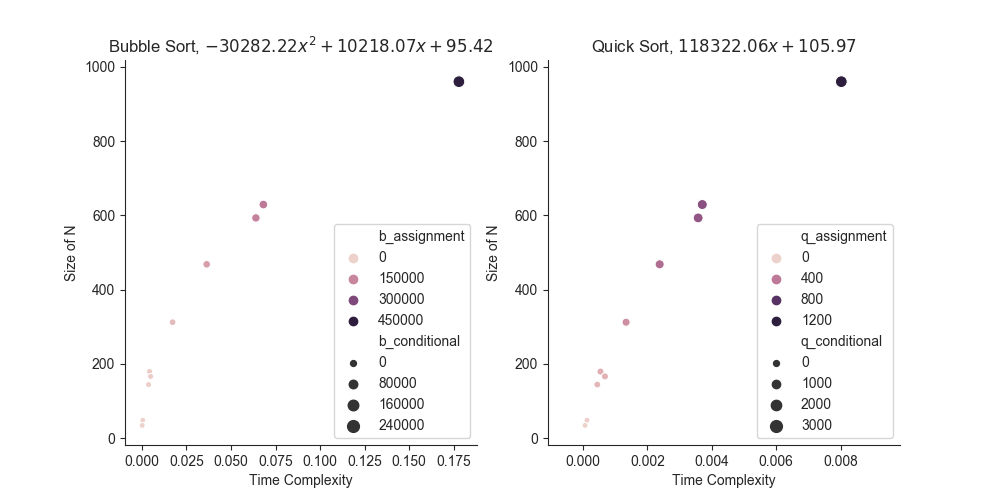 Bubble Sort, −30282.22x² + 10218.07x + 95.42
1000
800
600
400
200
0
Size of N
0.000 0.025 0.050 0.075 0.100 0.125 0.150 0.175
Time Complexity
b_assignment
0
150000
300000
450000
b_conditional
0
80000
160000
240000
Quick Sort, 118322.06x + 105.97
1000
800
600
400
200
0
Size of N
0.000 0.002 0.004 0.006 0.008
Time Complexity
q_assignment
0
400
800
1200
q_conditional
0
1000
2000
3000